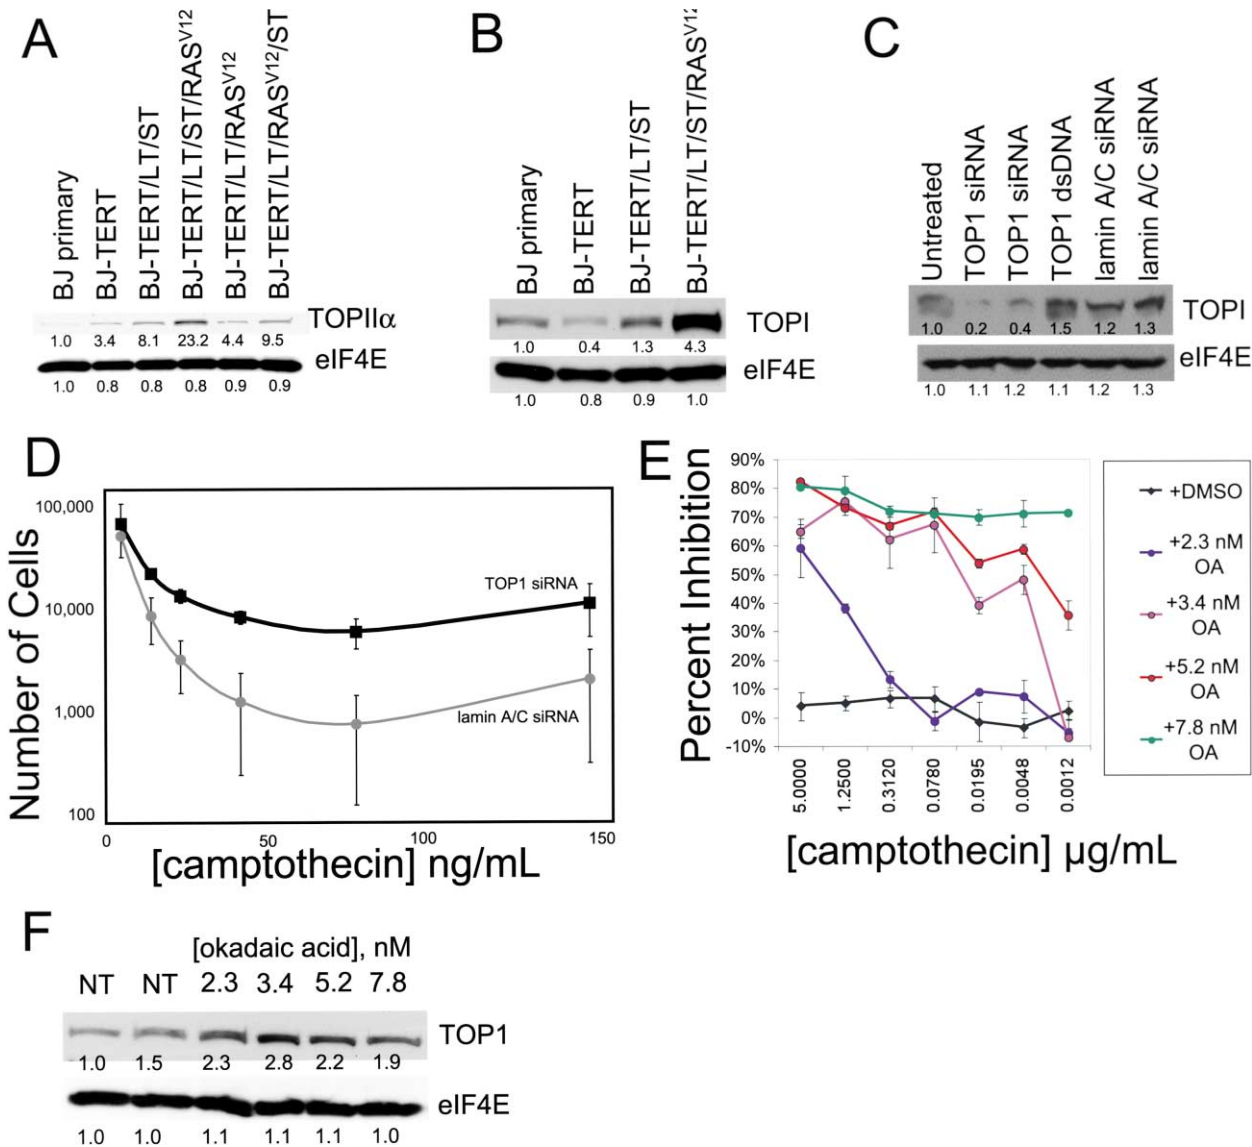 A
BJ primary
BJ-TERT
BJ-TERT/LT/ST
BJ-TERT/LT/ST/RASV12
BJ-TERT/LT/RASV12
BJ-TERT/LT/RASV12/ST
TOPIIα
1.0 3.4 8.1 23.2 4.4 9.5
eIF4E
1.0 0.8 0.8 0.8 0.9 0.9
B
BJ primary
BJ-TERT
BJ-TERT/LT/ST
BJ-TERT/LT/ST/RASV12
TOPI
1.0 0.4 1.3 4.3
eIF4E
1.0 0.8 0.9 1.0
C
Untreated
TOP1 siRNA
TOP1 siRNA
TOP1 dsDNA
lamin A/C siRNA
lamin A/C siRNA
TOPI
1.0 0.2 0.4 1.5 1.2 1.3
eIF4E
1.0 1.1 1.2 1.1 1.2 1.3
D
Number of Cells
100,000
10,000
1,000
100
TOP1 siRNA
lamin A/C siRNA
0 50 100 150
[camptothecin] ng/mL
E
Percent Inhibition
90%
80%
70%
60%
50%
40%
30%
20%
10%
0%
-10%
5.0000
1.2500
0.3120
0.0780
0.0195
0.0048
0.0012
[camptothecin] µg/mL
+DMSO
+2.3 nM
OA
+3.4 nM
OA
+5.2 nM
OA
+7.8 nM
OA
F
[okadaic acid], nM
NT NT 2.3 3.4 5.2 7.8
TOP1
1.0 1.5 2.3 2.8 2.2 1.9
eIF4E
1.0 1.0 1.1 1.1 1.1 1.0